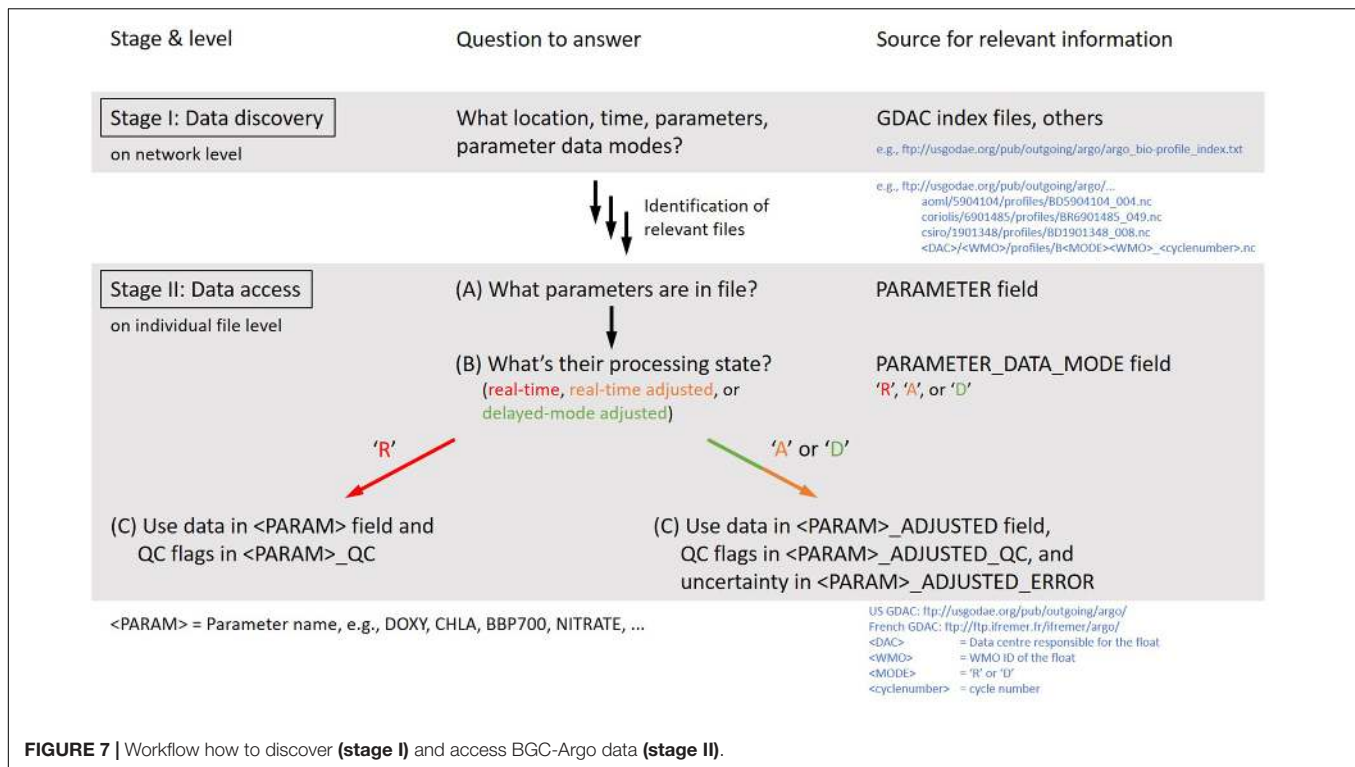 Stage & level
Question to answer
Source for relevant information
Stage I: Data discovery
on network level
What location, time, parameters,
parameter data modes?
GDAC index files, others
e.g., ftp://usgodae.org/pub/outgoing/argo/argo_bio-profile_index.txt
Identification of
relevant files
e.g., ftp://usgodae.org/pub/outgoing/argo/...
aoml/5904104/profiles/BD5904104_004.nc
coriolis/6901485/profiles/BR6901485_049.nc
csiro/1901348/profiles/BD1901348_008.nc
<DAC>/<WMO>/profiles/B<MODE><WMO>_<cyclenumber>.nc
Stage II: Data access
on individual file level
(A) What parameters are in file?
PARAMETER field
(B) What's their processing state?
(real-time, real-time adjusted, or
delayed-mode adjusted)
PARAMETER_DATA_MODE field
'R', 'A', or 'D'
'R'
'A' or 'D'
(C) Use data in <PARAM> field and
QC flags in <PARAM>_QC
(C) Use data in <PARAM>_ADJUSTED field,
QC flags in <PARAM>_ADJUSTED_QC, and
uncertainty in <PARAM>_ADJUSTED_ERROR
<PARAM> = Parameter name, e.g., DOXY, CHLA, BBP700, NITRATE, ...
US GDAC: ftp://usgodae.org/pub/outgoing/argo/
French GDAC: ftp://ftp.ifremer.fr/ifremer/argo/
<DAC> = Data centre responsible for the float
<WMO> = WMO ID of the float
<MODE> = 'R' or 'D'
<cyclenumber> = cycle number
FIGURE 7 | Workflow how to discover (stage I) and access BGC-Argo data (stage II).